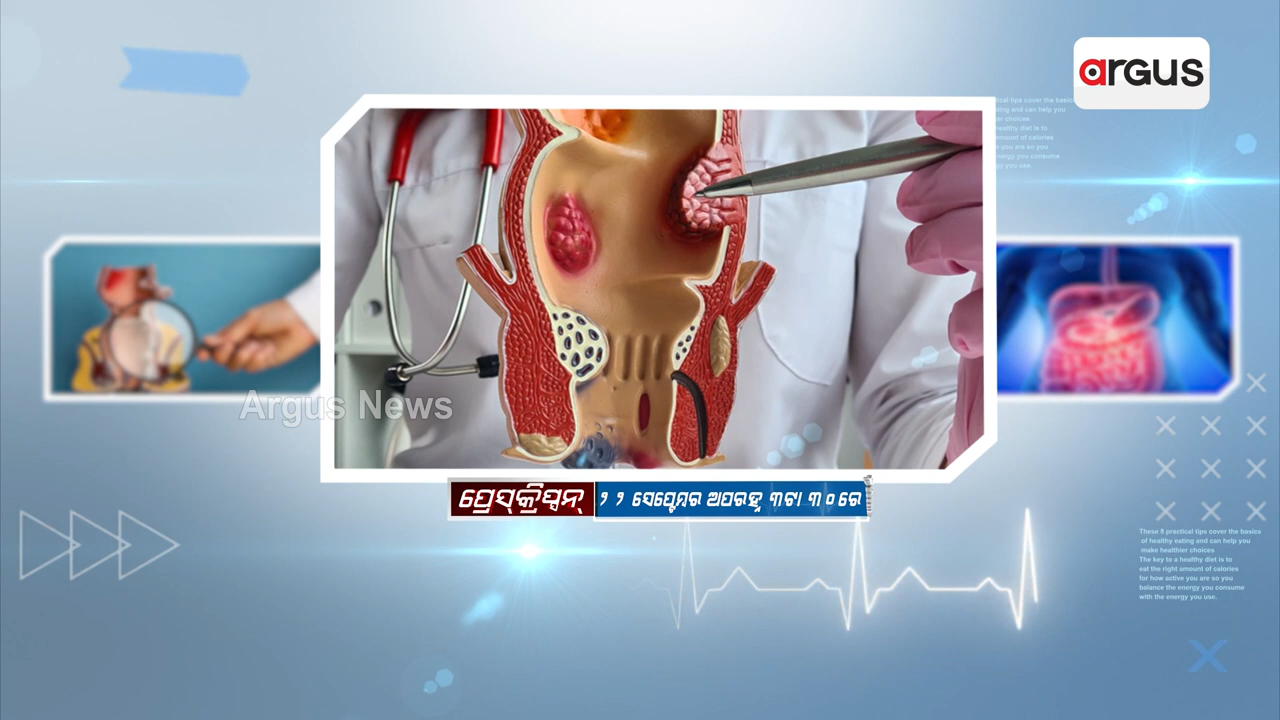 argus
These 8 practical tips cover the basics
of healthy eating and can help you
make healthier choices
The key to a healthy diet is to
eat the right amount of calories
for how active you are so you
balance the energy you consume
with the energy you use.
Argus News
ପ୍ରେସ୍‌କ୍ରିପ୍ସନ୍ ୨୨ ସେପ୍ଟେମ୍ବର ଅପରହ୍ନ ୩ଟା ୩୦ରେ